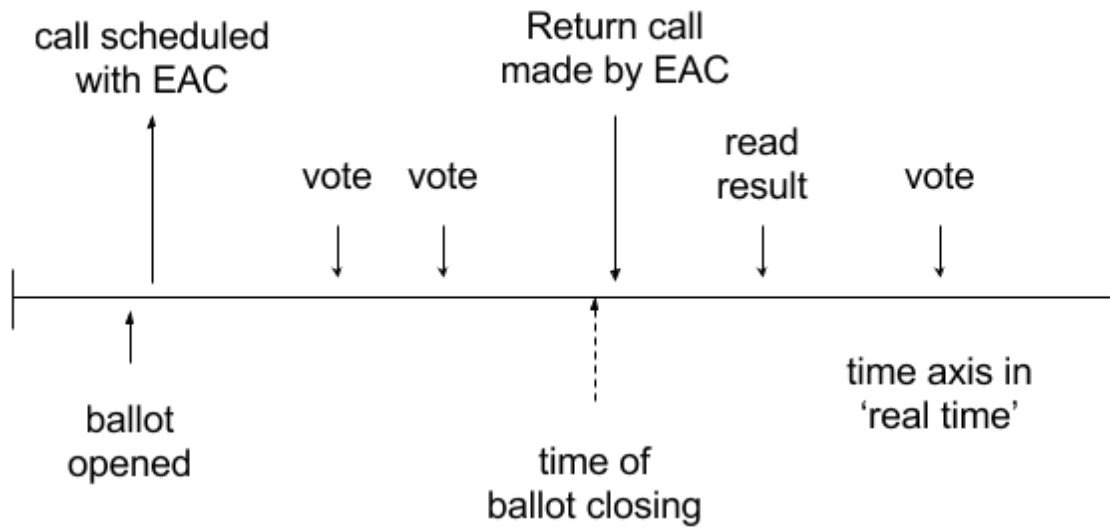 call scheduled
with EAC
Return call
made by EAC
vote
vote
read
result
vote
ballot
opened
time of
ballot closing
time axis in
‘real time’